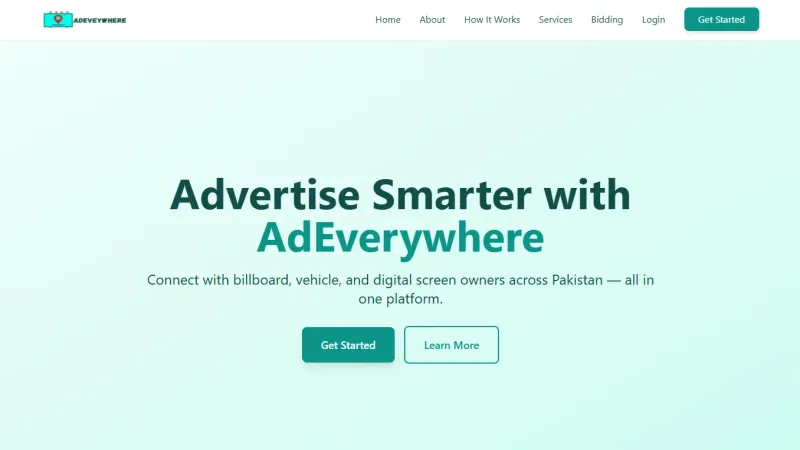 ADEVEYWHERE
Home
About
How It Works
Services
Bidding
Login
Get Started
Advertise Smarter with
AdEverywhere
Connect with billboard, vehicle, and digital screen owners across Pakistan — all in
one platform.
Get Started
Learn More